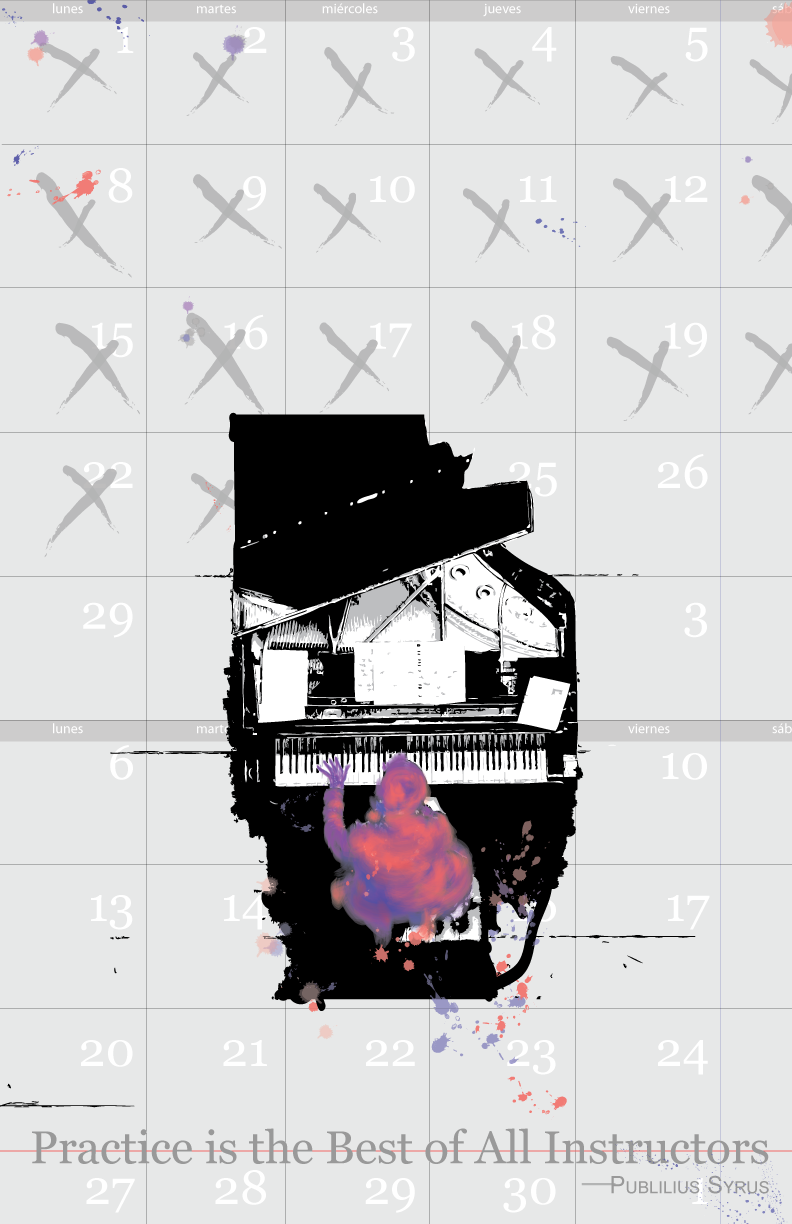 lunes martes miércoles jueves viernes sáb
1 2 3 4 5
8 9 10 11 12
15 16 17 18 19
22 25 26
29 3
lunes mart viernes sáb
6 10
13 14 17
20 21 22 23 24
Practice is the Best of All Instructors
—Publilius Syrus
27 28 29 30 1